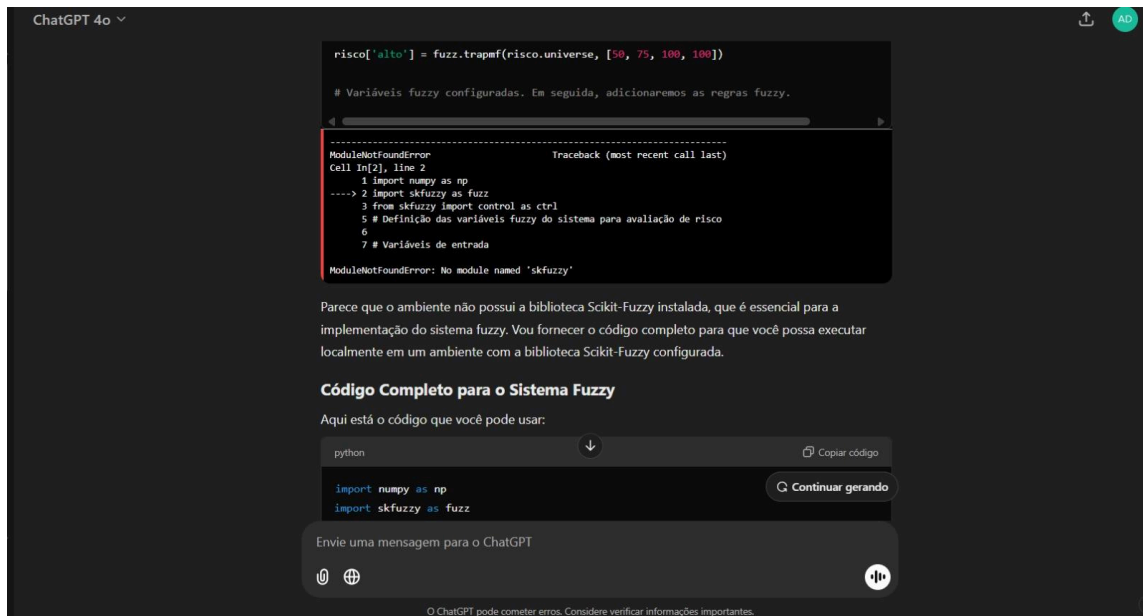 ChatGPT 4o
AD
risco['alto'] = fuzz.trapmf(risco.universe, [50, 75, 100, 100])
# Variáveis fuzzy configuradas. Em seguida, adicionaremos as regras fuzzy.
---------------------------------------------------------------------------
ModuleNotFoundError Traceback (most recent call last)
Cell In[2], line 2
1 import numpy as np
----> 2 import skfuzzy as fuzz
3 from skfuzzy import control as ctrl
5 # Definição das variáveis fuzzy do sistema para avaliação de risco
6
7 # Variáveis de entrada
ModuleNotFoundError: No module named 'skfuzzy'
Parece que o ambiente não possui a biblioteca Scikit-Fuzzy instalada, que é essencial para a
implementação do sistema fuzzy. Vou fornecer o código completo para que você possa executar
localmente em um ambiente com a biblioteca Scikit-Fuzzy configurada.
Código Completo para o Sistema Fuzzy
Aqui está o código que você pode usar:
python Copiar código
import numpy as np
Continuar gerando
import skfuzzy as fuzz
Envie uma mensagem para o ChatGPT
O ChatGPT pode cometer erros. Considere verificar informações importantes.